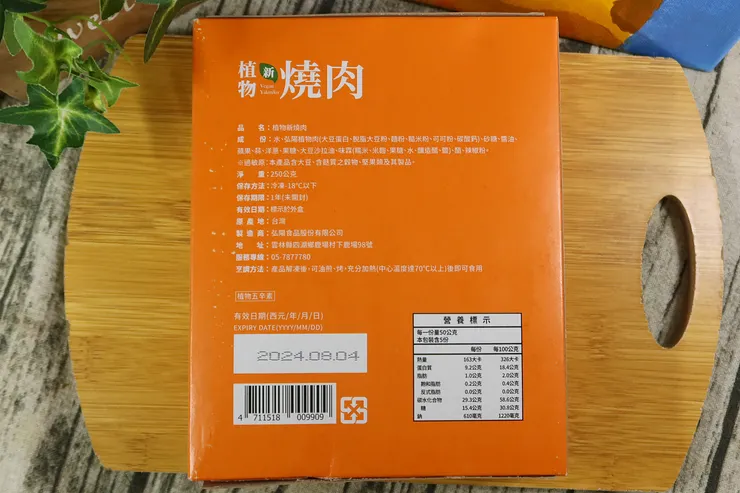 植物
新
Vegan
Yakiniku
燒肉
品　名：植物新燒肉
成　份：水、弘陽植物肉(大豆蛋白、脫脂大豆粉、麵粉、糙米粉、可可粉、碳酸鈣)、砂糖、醬油、
蘋果、蒜、洋蔥、果糖、大豆沙拉油、味霖(糯米、米麴、果糖、水、釀造醋、鹽)、醋、辣椒粉。
※過敏原：本產品含大豆、含麩質之穀物、堅果類及其製品。
淨　重：250公克
保存方法：冷凍-18℃以下
保存期限：1年(未開封)
有效日期：標示於外盒
原 產 地：台灣
製 造 商：弘陽食品股份有限公司
地　址：雲林縣四湖鄉鹿場村下鹿場98號
服務專線：05-7877780
烹調方法：產品解凍後，可油煎、烤，充分加熱(中心溫度達70℃以上)後即可食用
植物五辛素
有效日期(西元/年/月/日)
EXPIRY DATE(YYYY/MM/DD)
2024.08.04
4 711518 009909
營 養 標 示
每一份量50公克
本包裝含5份
每份 每100公克
熱量 163大卡 326大卡
蛋白質 9.2公克 18.4公克
脂肪 1.0公克 2.0公克
飽和脂肪 0.2公克 0.4公克
反式脂肪 0.0公克 0.0公克
碳水化合物 29.3公克 58.6公克
糖 15.4公克 30.8公克
鈉 610毫克 1220毫克